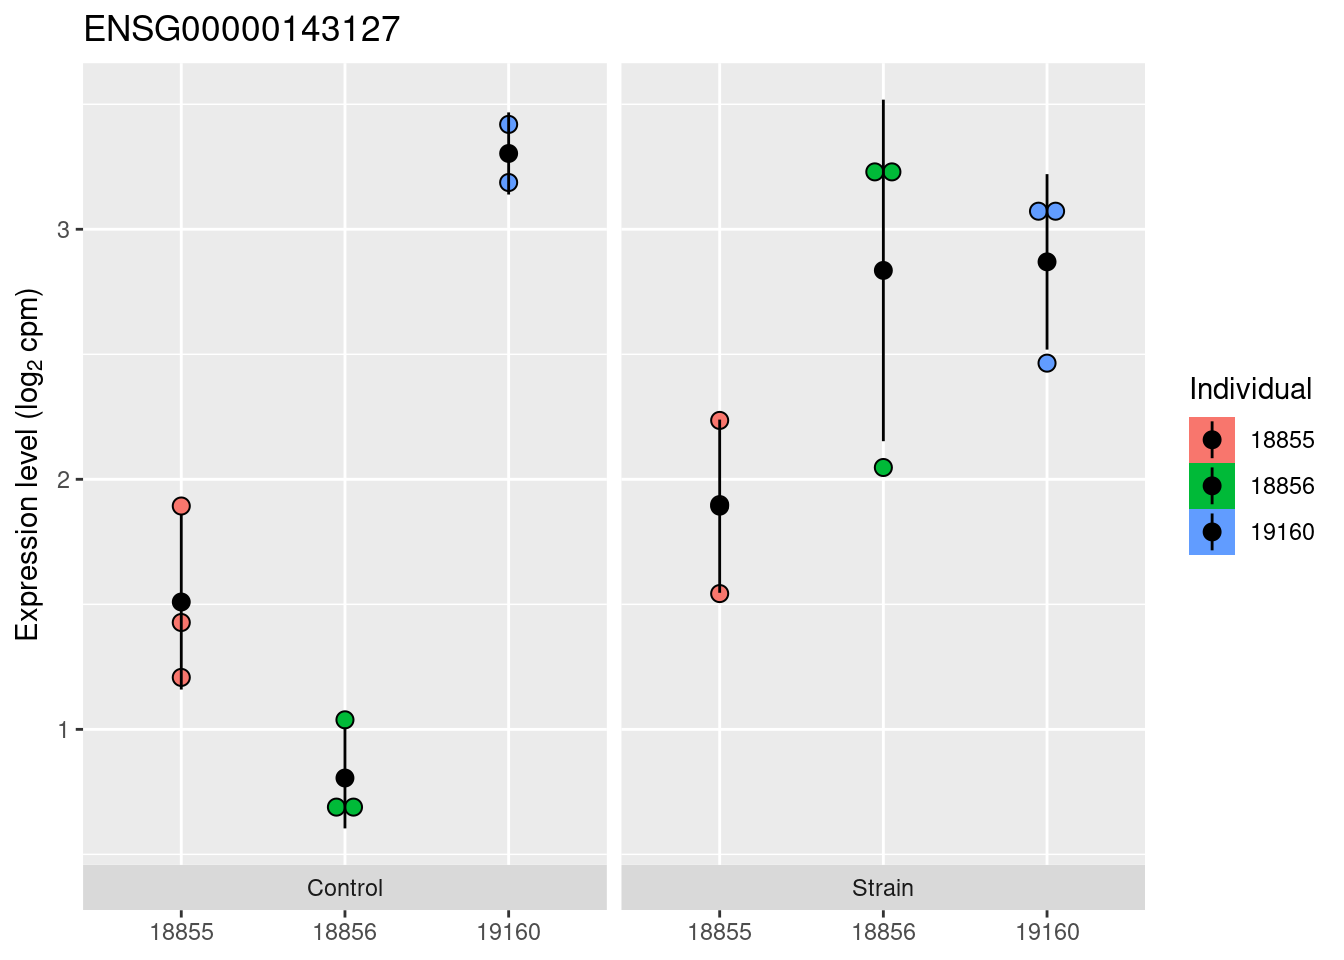 ENSG00000143127
Expression level (log2 cpm)
3
2
1
Control
Strain
18855
18856
19160
18855
18856
19160
Individual
18855
18856
19160